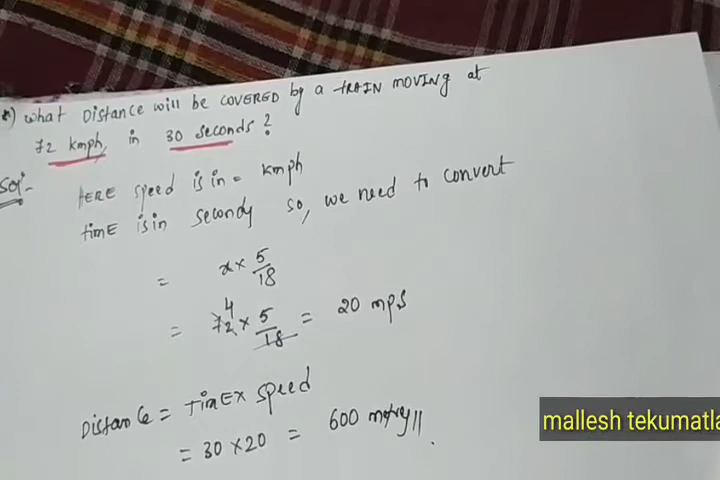 *) what Distance will be COVERED by a TRAIN MOVING at
72 kmph, in 30 seconds?
Sol:- HERE speed is in = kmph
timE is in seconds so, we need to convert
= x × 5/18
4
= 72 × 5/18 = 20 mps
Distance = TimE × speed
= 30 × 20 = 600 metres//.
mallesh tekumatla